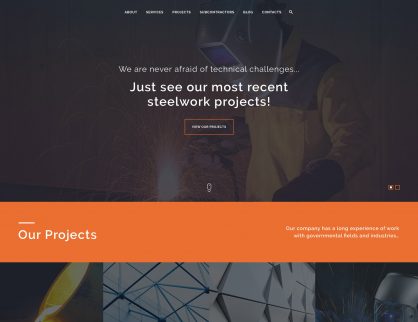 ABOUT SERVICES PROJECTS SUBCONTRACTORS BLOG CONTACTS
We are never afraid of technical challenges...
Just see our most recent
steelwork projects!
VIEW OUR PROJECTS
Our Projects
Our company has a long experience of work
with governmental fields and industries..